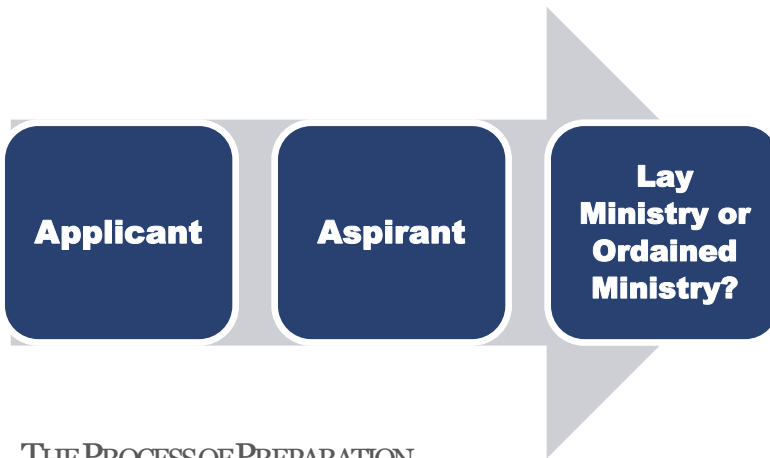 Applicant
Aspirant
Lay
Ministry or
Ordained
Ministry?
THE PROCESS OF PREPARATION